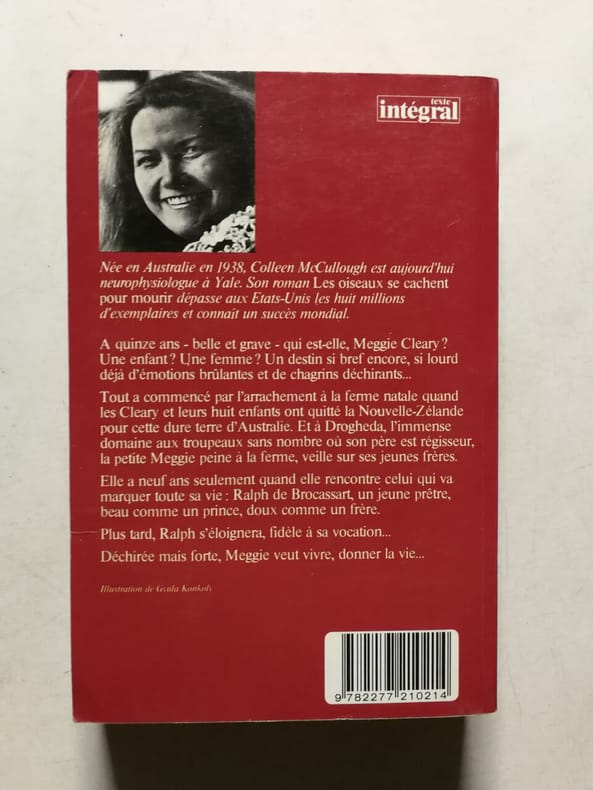 texte
intégral
Née en Australie en 1938, Colleen McCullough est aujourd'hui
neurophysiologue à Yale. Son roman Les oiseaux se cachent
pour mourir dépasse aux Etats-Unis les huit millions
d'exemplaires et connaît un succès mondial.
A quinze ans - belle et grave - qui est-elle, Meggie Cleary ?
Une enfant ? Une femme ? Un destin si bref encore, si lourd
déjà d'émotions brûlantes et de chagrins déchirants...
Tout a commencé par l'arrachement à la ferme natale quand
les Cleary et leurs huit enfants ont quitté la Nouvelle-Zélande
pour cette dure terre d'Australie. Et à Drogheda, l'immense
domaine aux troupeaux sans nombre où son père est régisseur,
la petite Meggie peine à la ferme, veille sur ses jeunes frères.
Elle a neuf ans seulement quand elle rencontre celui qui va
marquer toute sa vie : Ralph de Brocassart, un jeune prêtre,
beau comme un prince, doux comme un frère.
Plus tard, Ralph s'éloignera, fidèle à sa vocation...
Déchirée mais forte, Meggie veut vivre, donner la vie...
Illustration de Gyula Konkoly
9 782277 210214